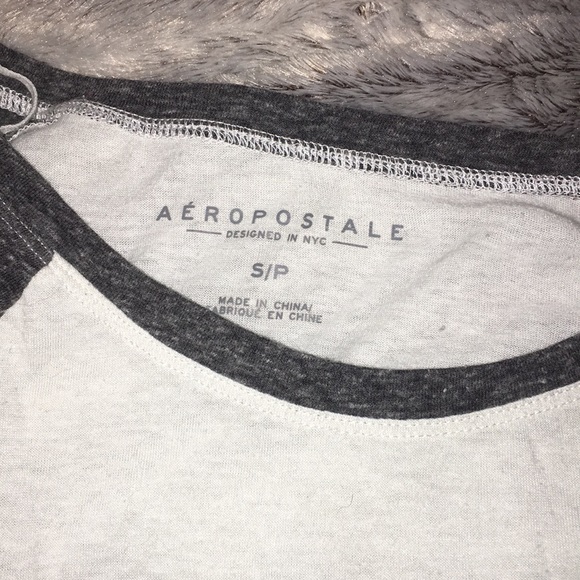 AÉROPOSTALE
DESIGNED IN NYC
S/P
MADE IN CHINA/
FABRIQUÉ EN CHINE